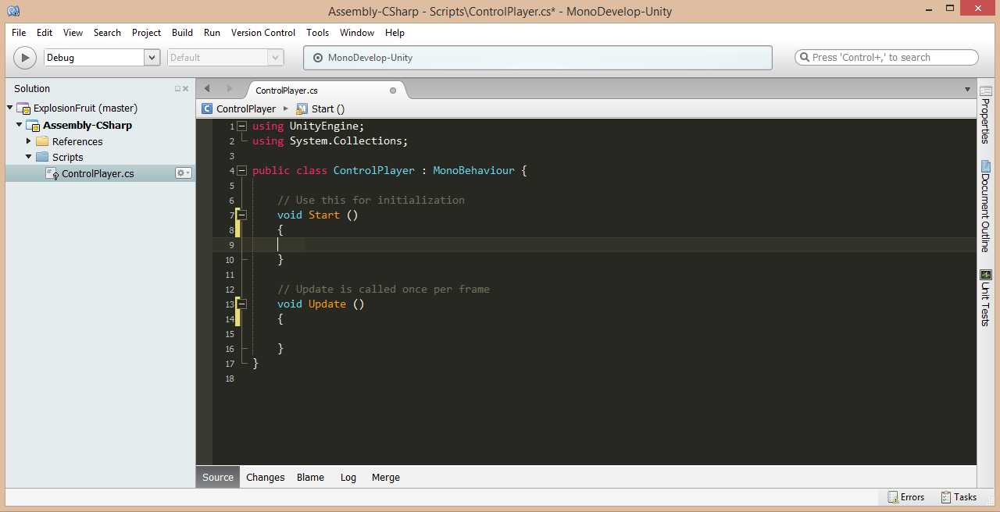 Assembly-CSharp - Scripts\ControlPlayer.cs* - MonoDevelop-Unity
File Edit View Search Project Build Run Version Control Tools Window Help
Debug Default MonoDevelop-Unity Press 'Control+,' to search
Solution
ExplosionFruit (master)
Assembly-CSharp
References
Scripts
ControlPlayer.cs
ControlPlayer.cs
ControlPlayer Start ()
1 using UnityEngine;
2 using System.Collections;
3
4 public class ControlPlayer : MonoBehaviour {
5
6 // Use this for initialization
7 void Start ()
8 {
9
10 }
11
12 // Update is called once per frame
13 void Update ()
14 {
15
16 }
17 }
18
Properties
Document Outline
Unit Tests
Source Changes Blame Log Merge
Errors Tasks